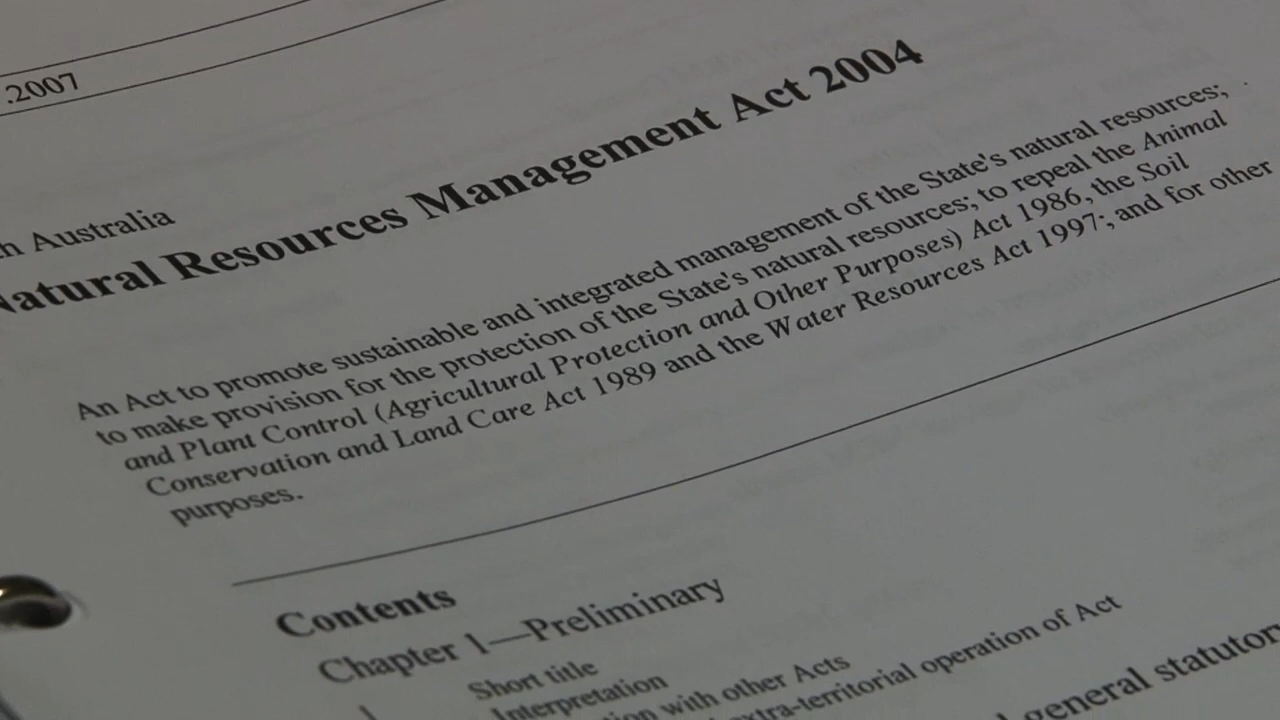 .2007
h Australia
Natural Resources Management Act 2004
An Act to promote sustainable and integrated management of the State's natural resources;
to make provision for the protection of the State's natural resources; to repeal the Animal
and Plant Control (Agricultural Protection and Other Purposes) Act 1986, the Soil
Conservation and Land Care Act 1989 and the Water Resources Act 1997; and for other
purposes.
Contents
Chapter 1—Preliminary
1 Short title
Interpretation
tion with other Acts
extra-territorial operation of Act
general statutor